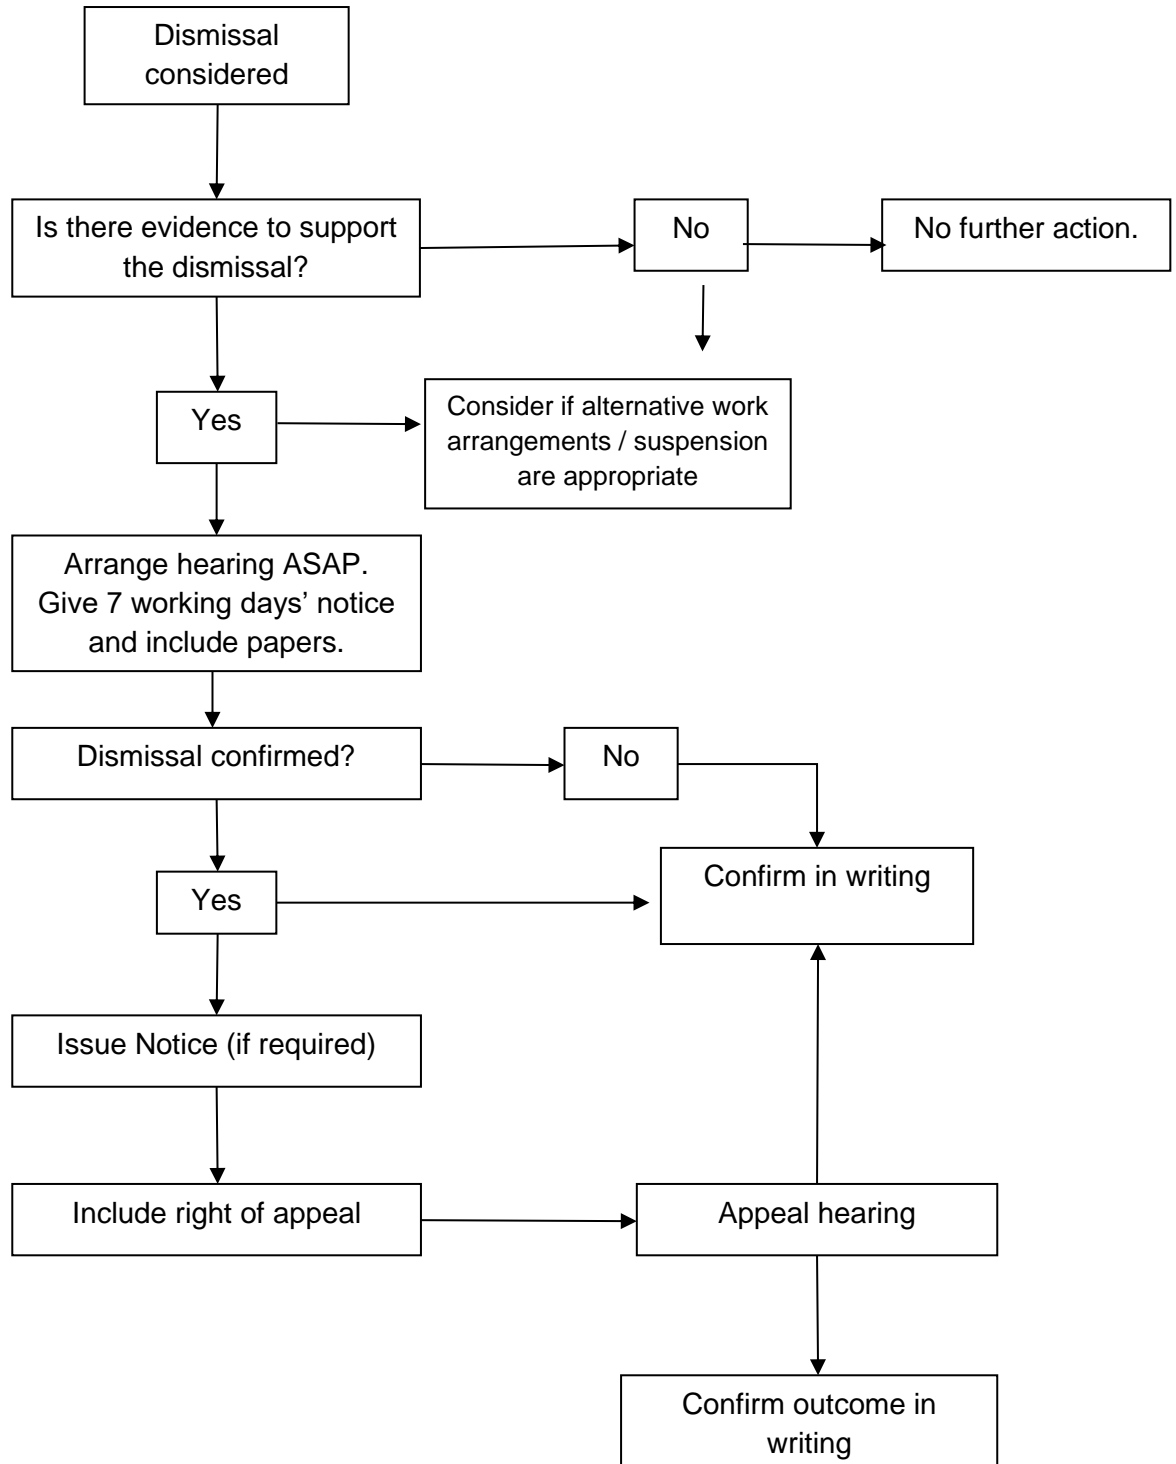 Dismissal
considered
Is there evidence to support
the dismissal?
No
No further action.
Yes
Consider if alternative work
arrangements / suspension
are appropriate
Arrange hearing ASAP.
Give 7 working days’ notice
and include papers.
Dismissal confirmed?
No
Confirm in writing
Yes
Issue Notice (if required)
Include right of appeal
Appeal hearing
Confirm outcome in
writing